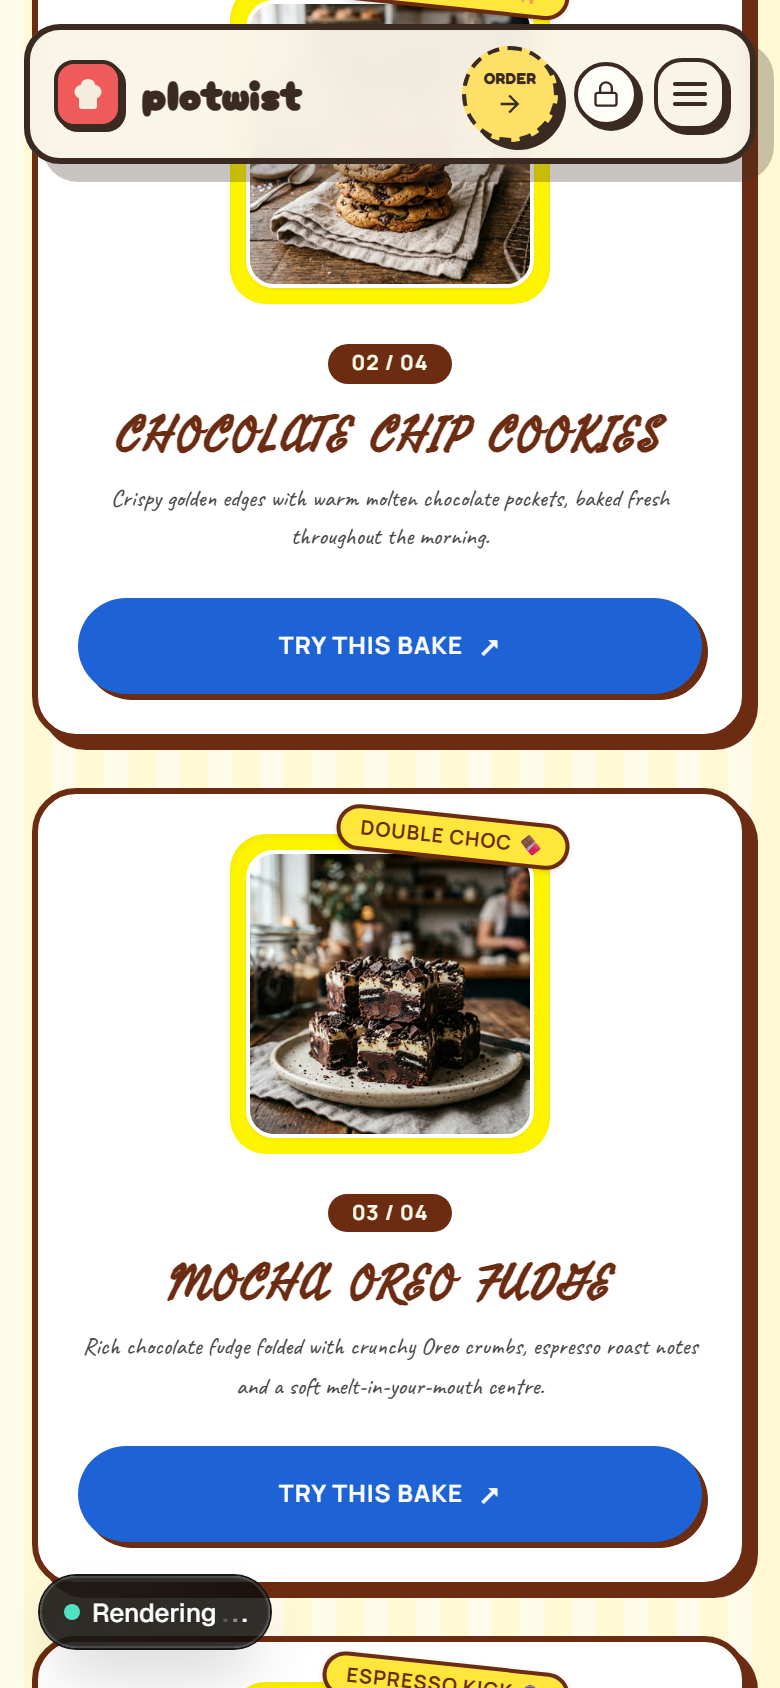 plotwist
ORDER
02 / 04
CHOCOLATE CHIP COOKIES
Crispy golden edges with warm molten chocolate pockets, baked fresh
throughout the morning.
TRY THIS BAKE ↗
DOUBLE CHOC 🍫
03 / 04
MOCHA OREO FUDGE
Rich chocolate fudge folded with crunchy Oreo crumbs, espresso roast notes
and a soft melt-in-your-mouth centre.
TRY THIS BAKE ↗
Rendering ...
ESPRESSO KICK